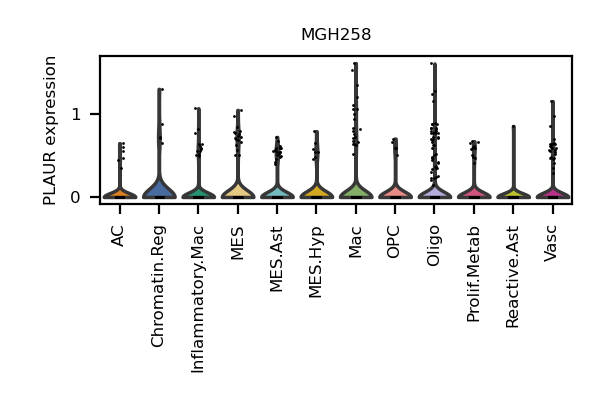 MGH258
PLAUR expression
1
0
AC
Chromatin.Reg
Inflammatory.Mac
MES
MES.Ast
MES.Hyp
Mac
OPC
Oligo
Prolif.Metab
Reactive.Ast
Vasc